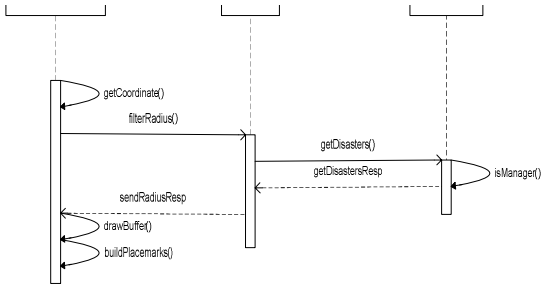 getCoordinate()
filterRadius()
getDisasters()
getDisastersResp
isManager()
sendRadiusResp
drawBuffer()
buildPlacemarks()